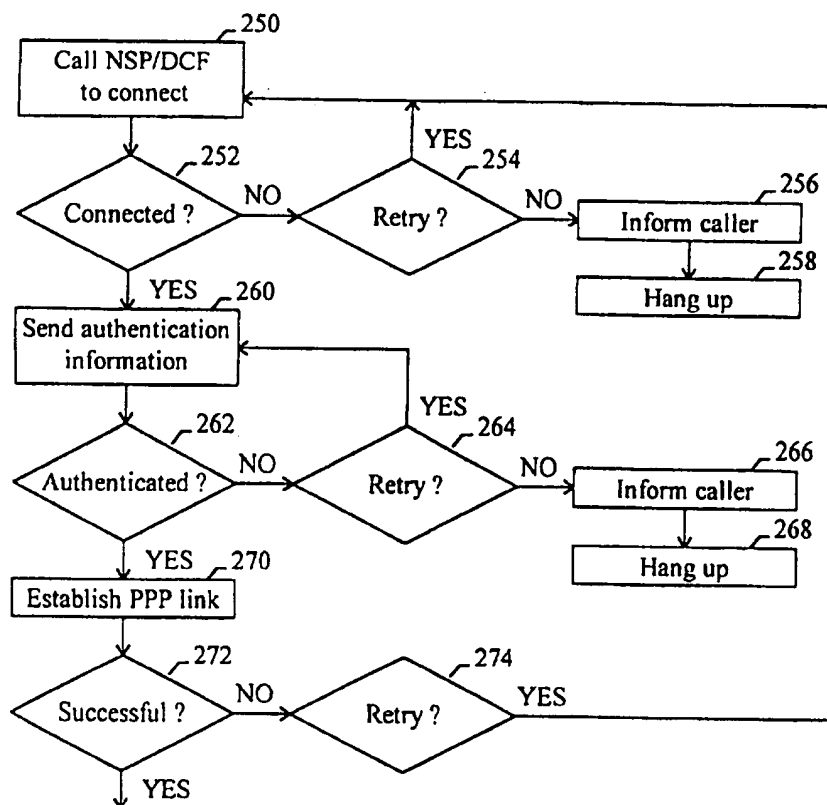 250
Call NSP/DCF
to connect
YES
252
254
256
Connected ?
NO
Retry ?
NO
Inform caller
258
Hang up
YES
260
Send authentication
information
YES
262
264
266
Authenticated ?
NO
Retry ?
NO
Inform caller
268
Hang up
YES
270
Establish PPP link
272
274
Successful ?
NO
Retry ?
YES
YES